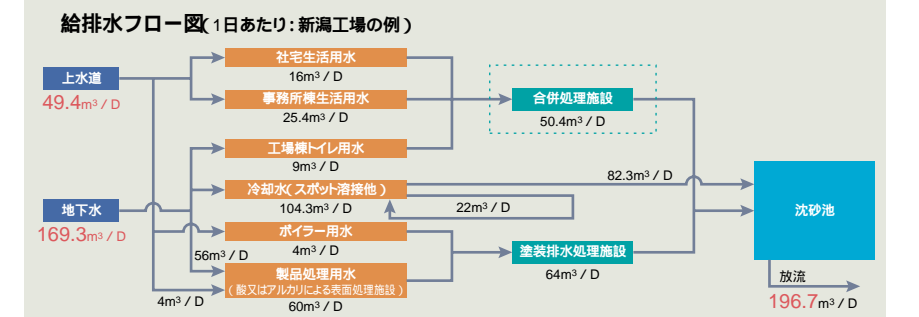 給排水フロー図(1日あたり:新潟工場の例)
上水道
49.4m³ / D
地下水
169.3m³ / D
社宅生活用水
16m³ / D
事務所棟生活用水
25.4m³ / D
工場棟トイレ用水
9m³ / D
冷却水(スポット溶接他)
104.3m³ / D
22m³ / D
ボイラー用水
4m³ / D
56m³ / D
製品処理用水
(酸又はアルカリによる表面処理施設)
4m³ / D
60m³ / D
合併処理施設
50.4m³ / D
82.3m³ / D
塗装排水処理施設
64m³ / D
沈砂池
放流
196.7m³ / D